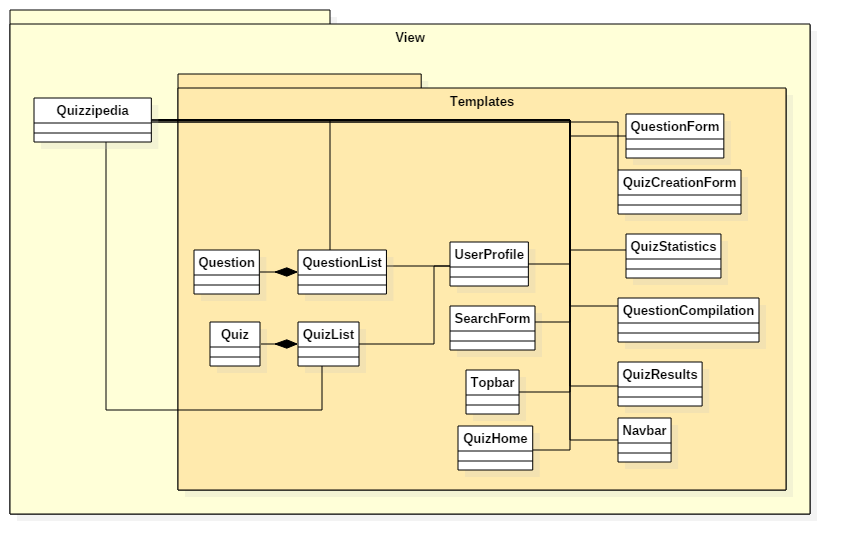 View
Templates
Quizzipedia
QuestionForm
QuizCreationForm
Question
QuestionList
UserProfile
QuizStatistics
Quiz
QuizList
SearchForm
QuestionCompilation
Topbar
QuizResults
QuizHome
Navbar